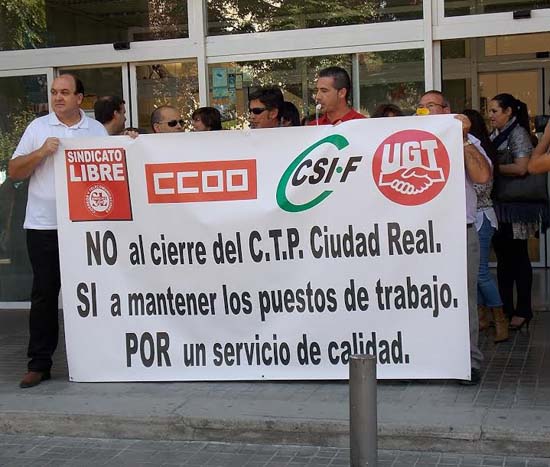 SINDICATO
LIBRE
CCOO
CSI·F
UGT
NO al cierre del C.T.P. Ciudad Real.
SI a mantener los puestos de trabajo.
POR un servicio de calidad.